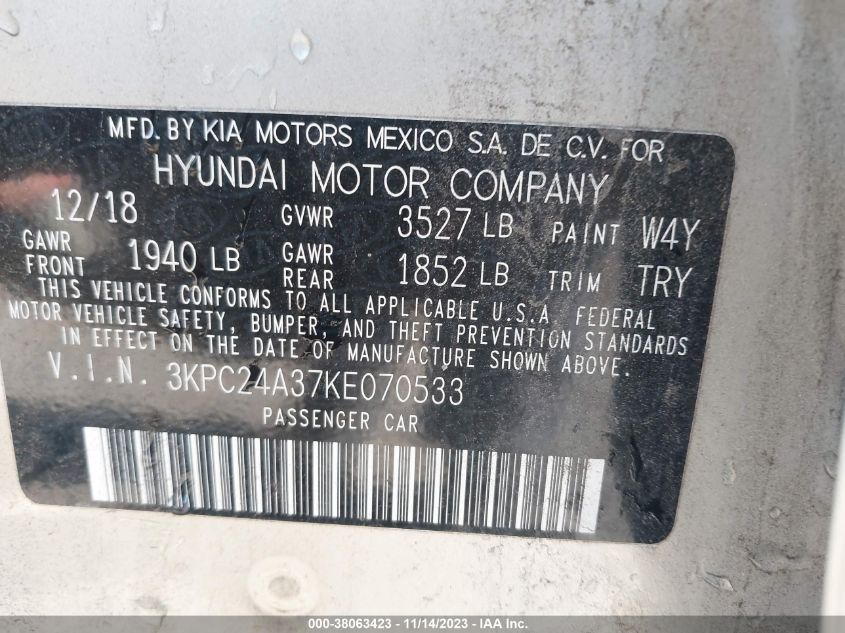 MFD. BY KIA MOTORS MEXICO S.A. DE C.V. FOR
HYUNDAI MOTOR COMPANY
12/18 GVWR 3527 LB PAINT W4Y
GAWR FRONT 1940 LB GAWR REAR 1852 LB TRIM TRY
THIS VEHICLE CONFORMS TO ALL APPLICABLE U.S.A. FEDERAL
MOTOR VEHICLE SAFETY, BUMPER, AND THEFT PREVENTION STANDARDS
IN EFFECT ON THE DATE OF MANUFACTURE SHOWN ABOVE.
V.I.N. 3KPC24A37KE070533
PASSENGER CAR
000-38063423 - 11/14/2023 - IAA Inc.